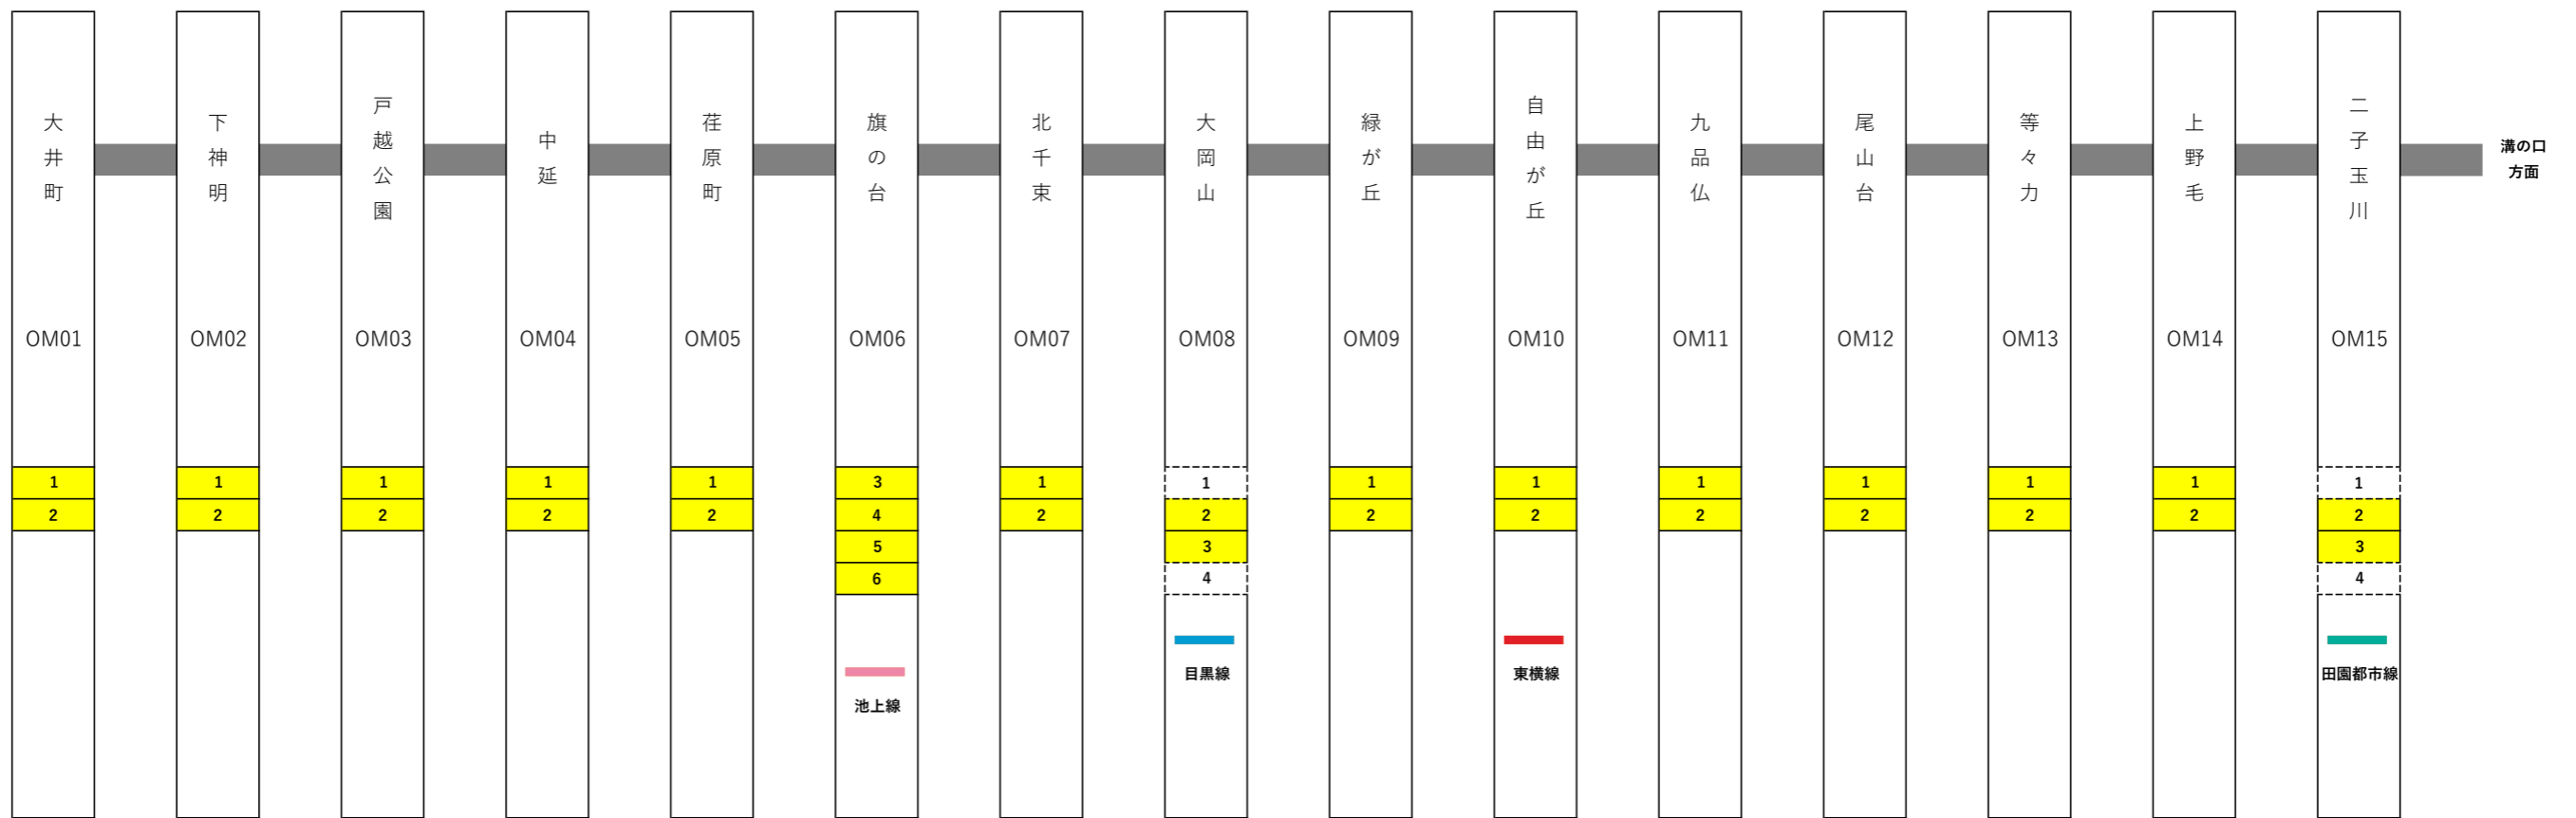 大井町
下神明
戸越公園
中延
荏原町
旗の台
北千束
大岡山
緑が丘
自由が丘
九品仏
尾山台
等々力
上野毛
二子玉川
溝の口
方面
OM01 OM02 OM03 OM04 OM05 OM06 OM07 OM08 OM09 OM10 OM11 OM12 OM13 OM14 OM15
1 1 1 1 1 3 1 1 1 1 1 1 1 1 1
2 2 2 2 2 4 2 2 2 2 2 2 2 2 2
5 3 3
6 4 4
目黒線 東横線 田園都市線
池上線